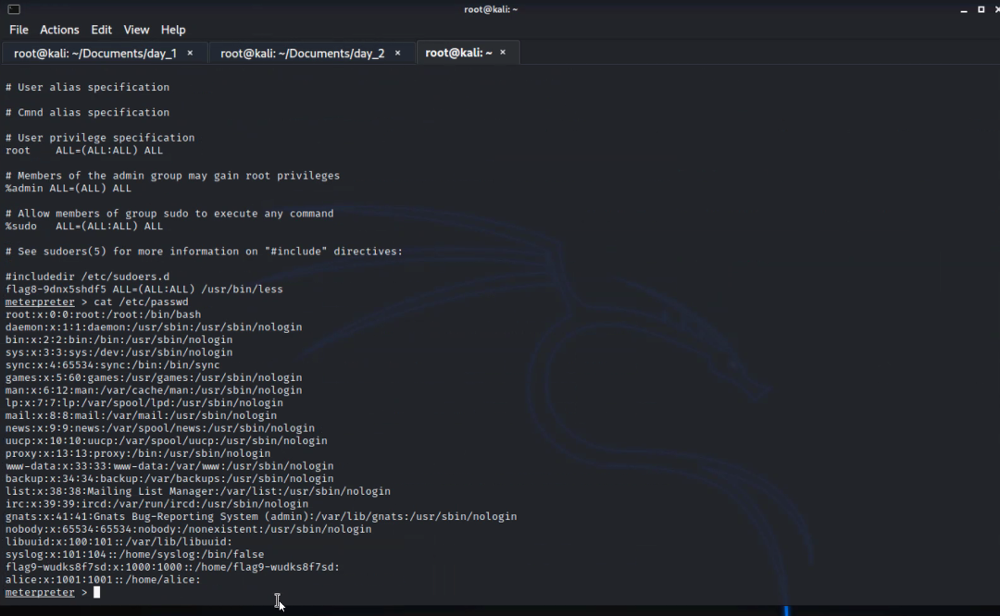 root@kali: ~
File Actions Edit View Help
root@kali: ~/Documents/day_1 × root@kali: ~/Documents/day_2 × root@kali: ~ ×
# User alias specification
# Cmnd alias specification
# User privilege specification
root    ALL=(ALL:ALL) ALL
# Members of the admin group may gain root privileges
%admin ALL=(ALL) ALL
# Allow members of group sudo to execute any command
%sudo   ALL=(ALL:ALL) ALL
# See sudoers(5) for more information on "#include" directives:
#includedir /etc/sudoers.d
flag8-9dnx5shdf5 ALL=(ALL:ALL) /usr/bin/less
meterpreter > cat /etc/passwd
root:x:0:0:root:/root:/bin/bash
daemon:x:1:1:daemon:/usr/sbin:/usr/sbin/nologin
bin:x:2:2:bin:/bin:/usr/sbin/nologin
sys:x:3:3:sys:/dev:/usr/sbin/nologin
sync:x:4:65534:sync:/bin:/bin/sync
games:x:5:60:games:/usr/games:/usr/sbin/nologin
man:x:6:12:man:/var/cache/man:/usr/sbin/nologin
lp:x:7:7:lp:/var/spool/lpd:/usr/sbin/nologin
mail:x:8:8:mail:/var/mail:/usr/sbin/nologin
news:x:9:9:news:/var/spool/news:/usr/sbin/nologin
uucp:x:10:10:uucp:/var/spool/uucp:/usr/sbin/nologin
proxy:x:13:13:proxy:/bin:/usr/sbin/nologin
www-data:x:33:33:www-data:/var/www:/usr/sbin/nologin
backup:x:34:34:backup:/var/backups:/usr/sbin/nologin
list:x:38:38:Mailing List Manager:/var/list:/usr/sbin/nologin
irc:x:39:39:ircd:/var/run/ircd:/usr/sbin/nologin
gnats:x:41:41:Gnats Bug-Reporting System (admin):/var/lib/gnats:/usr/sbin/nologin
nobody:x:65534:65534:nobody:/nonexistent:/usr/sbin/nologin
libuuid:x:100:101::/var/lib/libuuid:
syslog:x:101:104::/home/syslog:/bin/false
flag9-wudks8f7sd:x:1000:1000::/home/flag9-wudks8f7sd:
alice:x:1001:1001::/home/alice:
meterpreter >